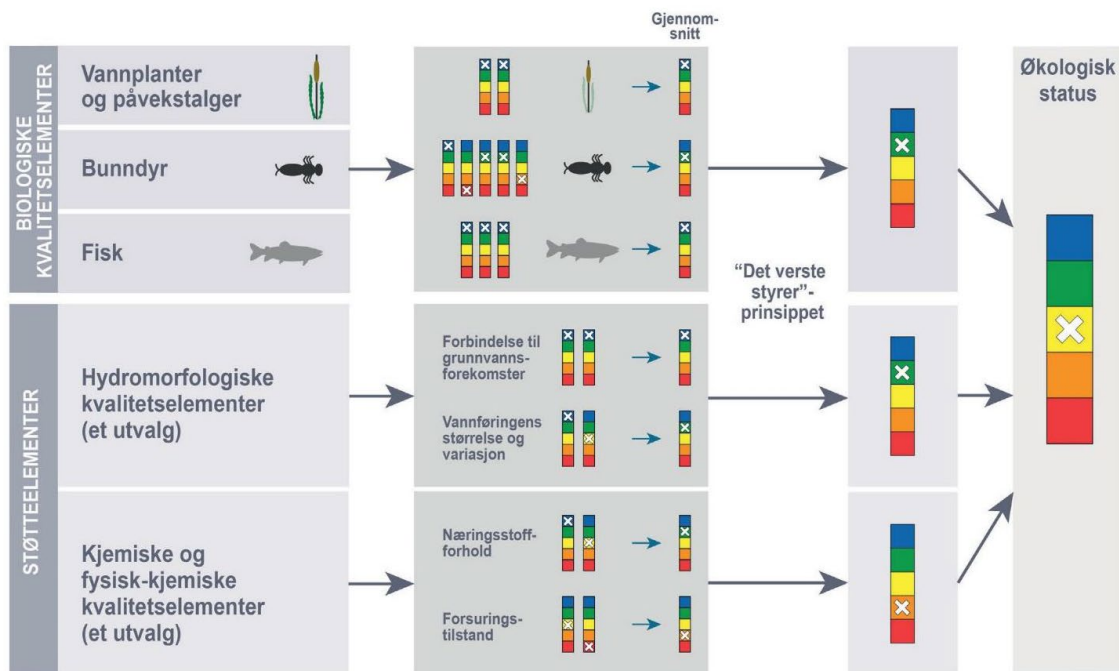 Gjennom-
snitt
BIOLOGISKE
KVALITETSELEMENTER
Vannplanter
og påvekstalger
Bunndyr
Fisk
"Det verste
styrer"-
prinsippet
Økologisk
status
STØTTEELEMENTER
Hydromorfologiske
kvalitetselementer
(et utvalg)
Forbindelse til
grunnvanns-
forekomster
Vannføringens
størrelse og
variasjon
Kjemiske og
fysisk-kjemiske
kvalitetselementer
(et utvalg)
Næringsstoff-
forhold
Forsurings-
tilstand